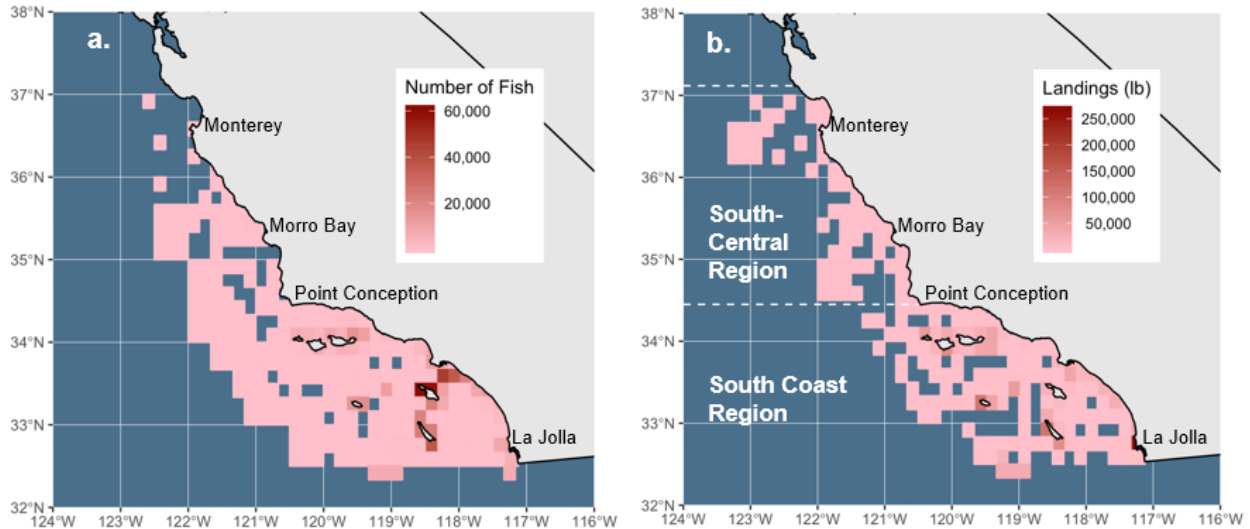 a.
38°N
37°N
36°N
35°N
34°N
33°N
32°N
124°W
123°W
122°W
121°W
120°W
119°W
118°W
117°W
116°W
Number of Fish
60,000
40,000
20,000
Monterey
Morro Bay
Point Conception
La Jolla
b.
38°N
37°N
36°N
35°N
34°N
33°N
32°N
124°W
123°W
122°W
121°W
120°W
119°W
118°W
117°W
116°W
Landings (lb)
250,000
200,000
150,000
100,000
50,000
Monterey
Morro Bay
Point Conception
La Jolla
South-
Central
Region
South Coast
Region